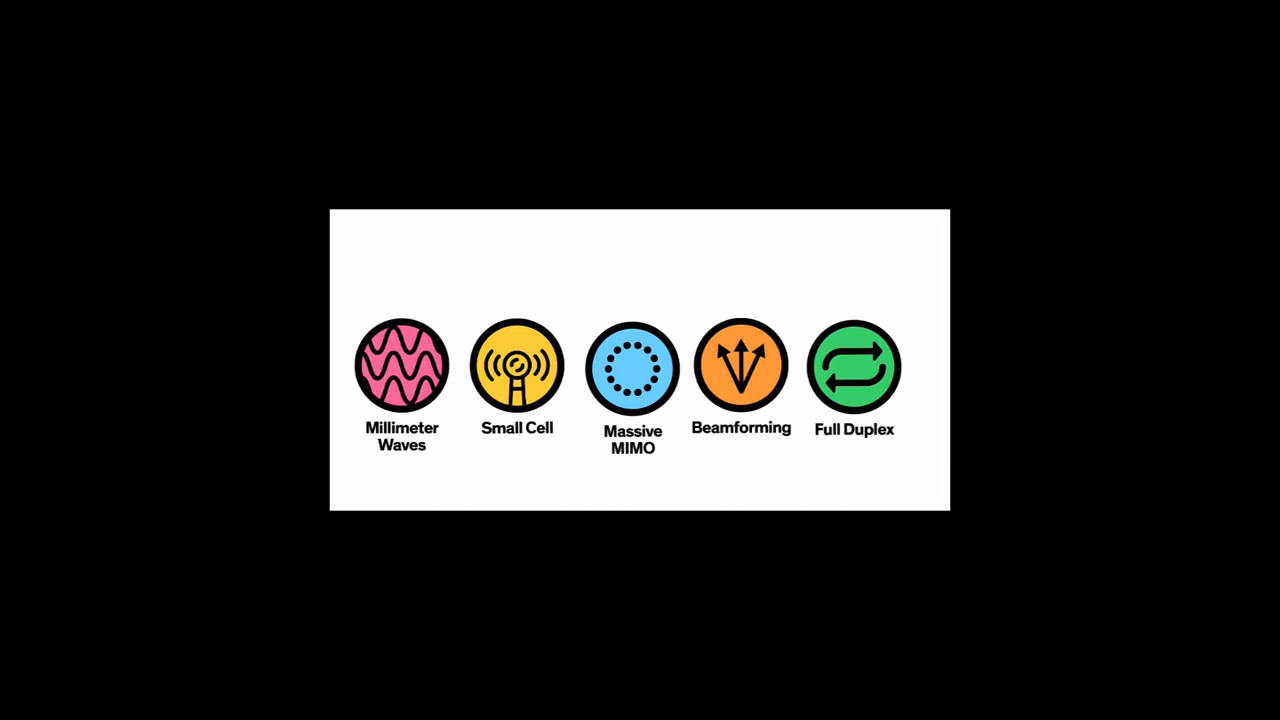 Millimeter
Waves
Small Cell
Massive
MIMO
Beamforming
Full Duplex